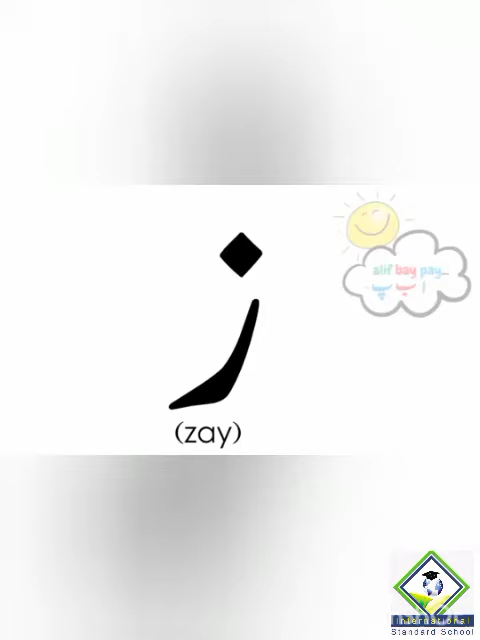 ز
(zay)
alif bay pay...
ا ب پ
International
Standard School